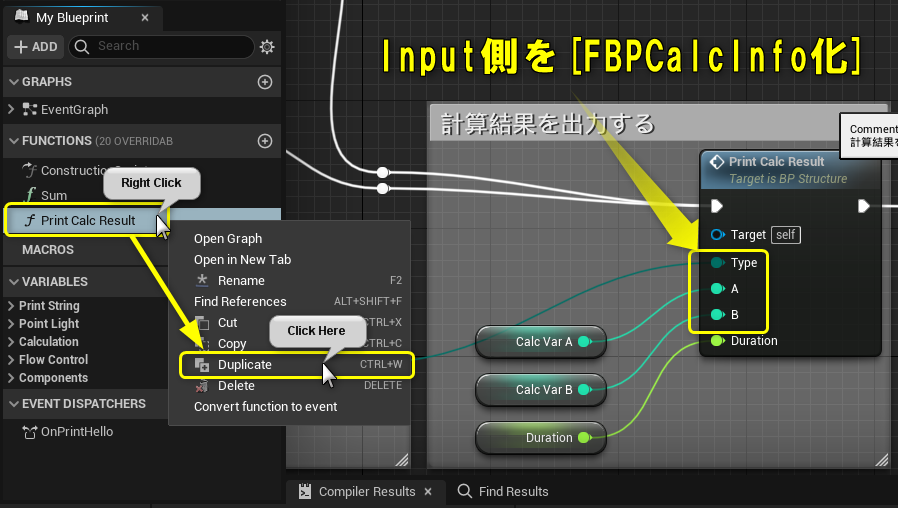 My Blueprint
ADD
Search
GRAPHS
EventGraph
FUNCTIONS (20 OVERRIDAB
Right Click
Sum
Print Calc Result
MACROS
VARIABLES
Print String
Point Light
Calculation
Flow Control
Components
EVENT DISPATCHERS
OnPrintHello
Open Graph
Open in New Tab
Rename F2
Find References ALT+SHIFT+F
Cut CTRL+X
Copy CTRL+C
Click Here
Duplicate CTRL+W
Delete DELETE
Convert function to event
Input側を[FBPCalcInfo化]
計算結果を出力する
Comment
計算結果を
Print Calc Result
Target is BP Structure
Target self
Type
A
B
Duration
Calc Var A
Calc Var B
Duration
Compiler Results
Find Results